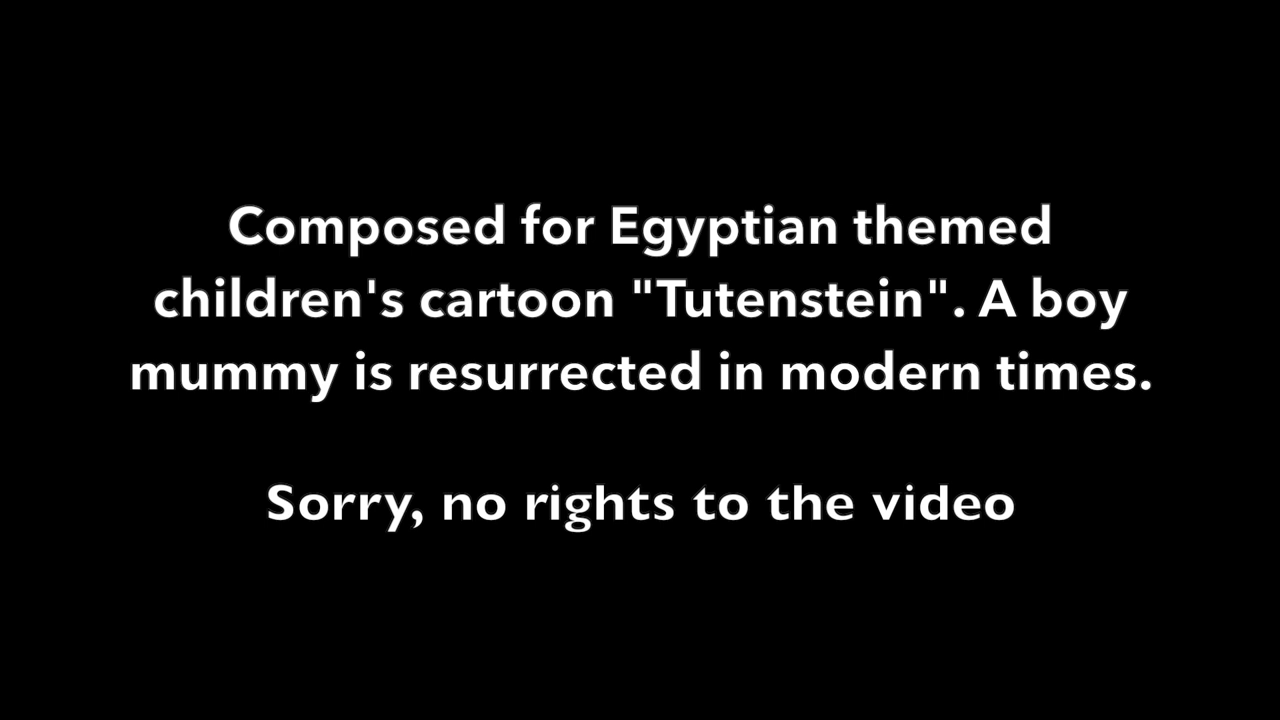 Composed for Egyptian themed
children's cartoon "Tutenstein". A boy
mummy is resurrected in modern times.
Sorry, no rights to the video